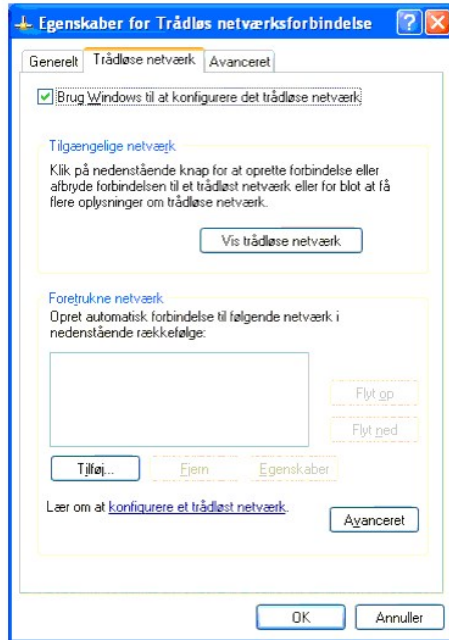 Egenskaber for Trådløs netværksforbindelse
Generelt
Trådløse netværk
Avanceret
Brug Windows til at konfigurere det trådløse netværk
Tilgængelige netværk
Klik på nedenstående knap for at oprette forbindelse eller
afbryde forbindelsen til et trådløst netværk eller for blot at få
flere oplysninger om trådløse netværk.
Vis trådløse netværk
Foretrukne netværk
Opret automatisk forbindelse til følgende netværk i
nedenstående rækkefølge:
Flyt op
Flyt ned
Tilføj...
Fjern
Egenskaber
Lær om at konfigurere et trådløst netværk.
Avanceret
OK
Annuller